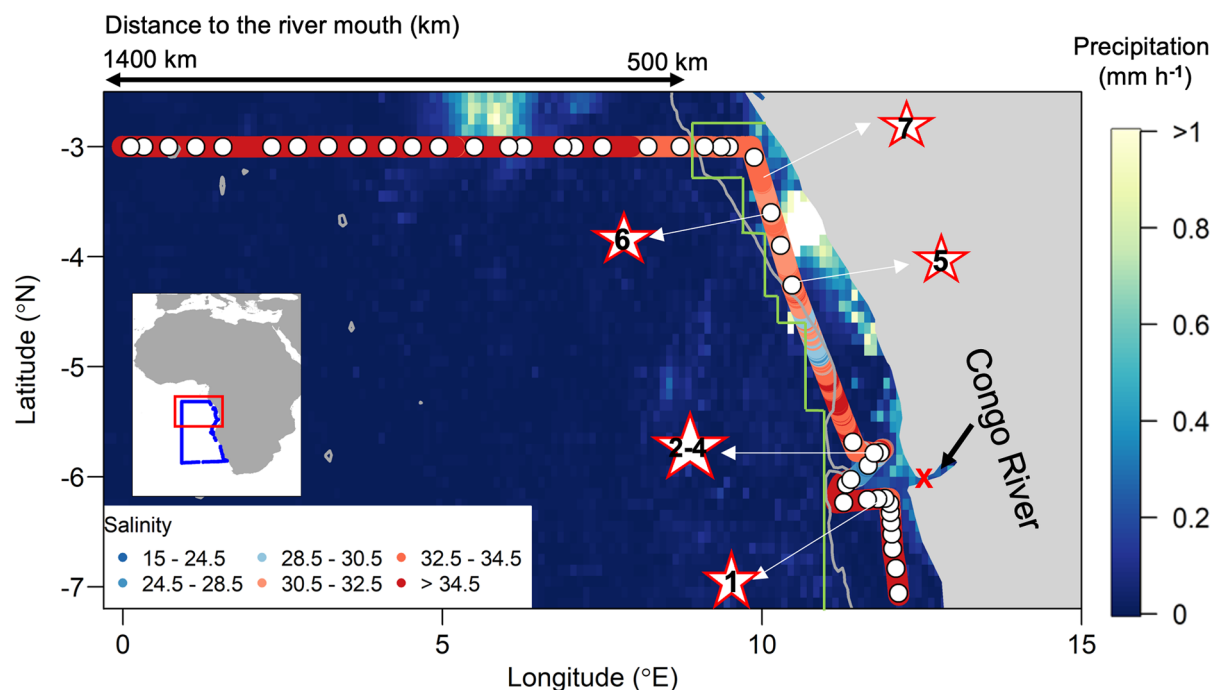 Distance to the river mouth (km)
1400 km
500 km
Precipitation
(mm h-1)
>1
0.8
0.6
0.4
0.2
0
-3
-4
-5
-6
-7
Latitude (°N)
7
6
5
2-4
1
Congo River
X
Salinity
15 - 24.5
28.5 - 30.5
32.5 - 34.5
24.5 - 28.5
30.5 - 32.5
> 34.5
0
5
10
15
Longitude (°E)